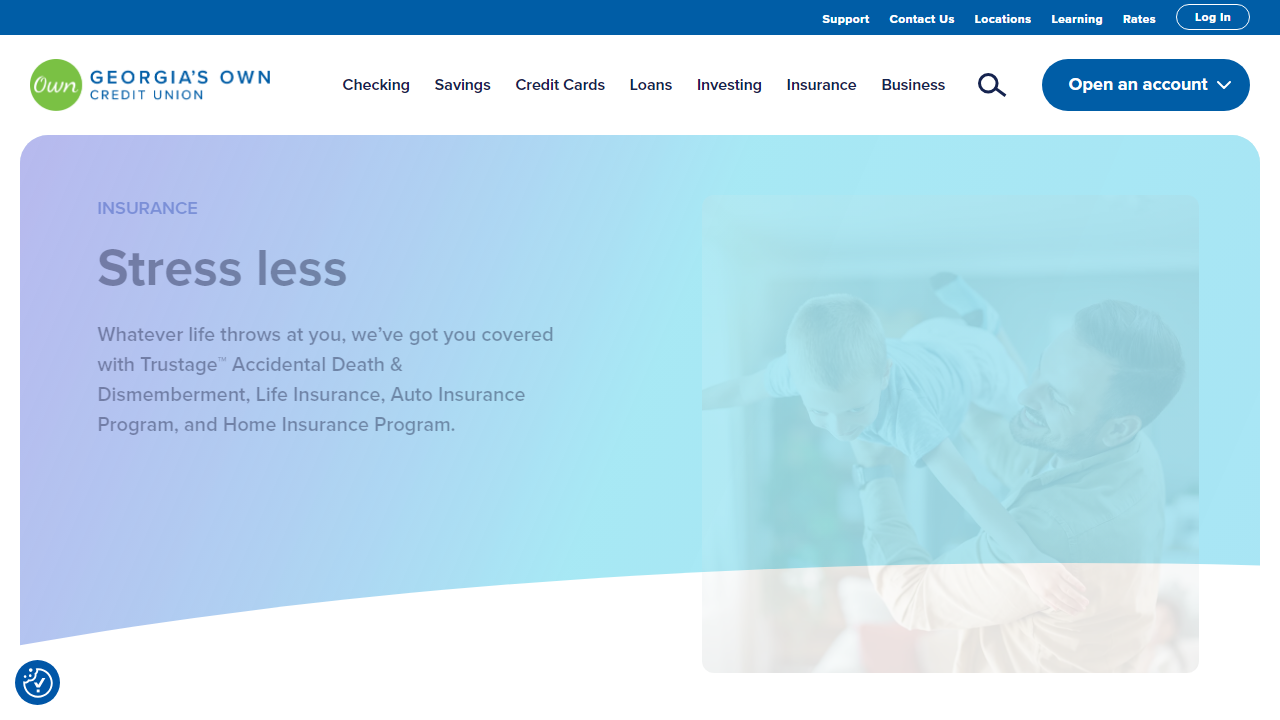 Support Contact Us Locations Learning Rates Log In
Own GEORGIA'S OWN
CREDIT UNION
Checking Savings Credit Cards Loans Investing Insurance Business Open an account
INSURANCE
Stress less
Whatever life throws at you, we've got you covered
with Trustage™ Accidental Death &
Dismemberment, Life Insurance, Auto Insurance
Program, and Home Insurance Program.